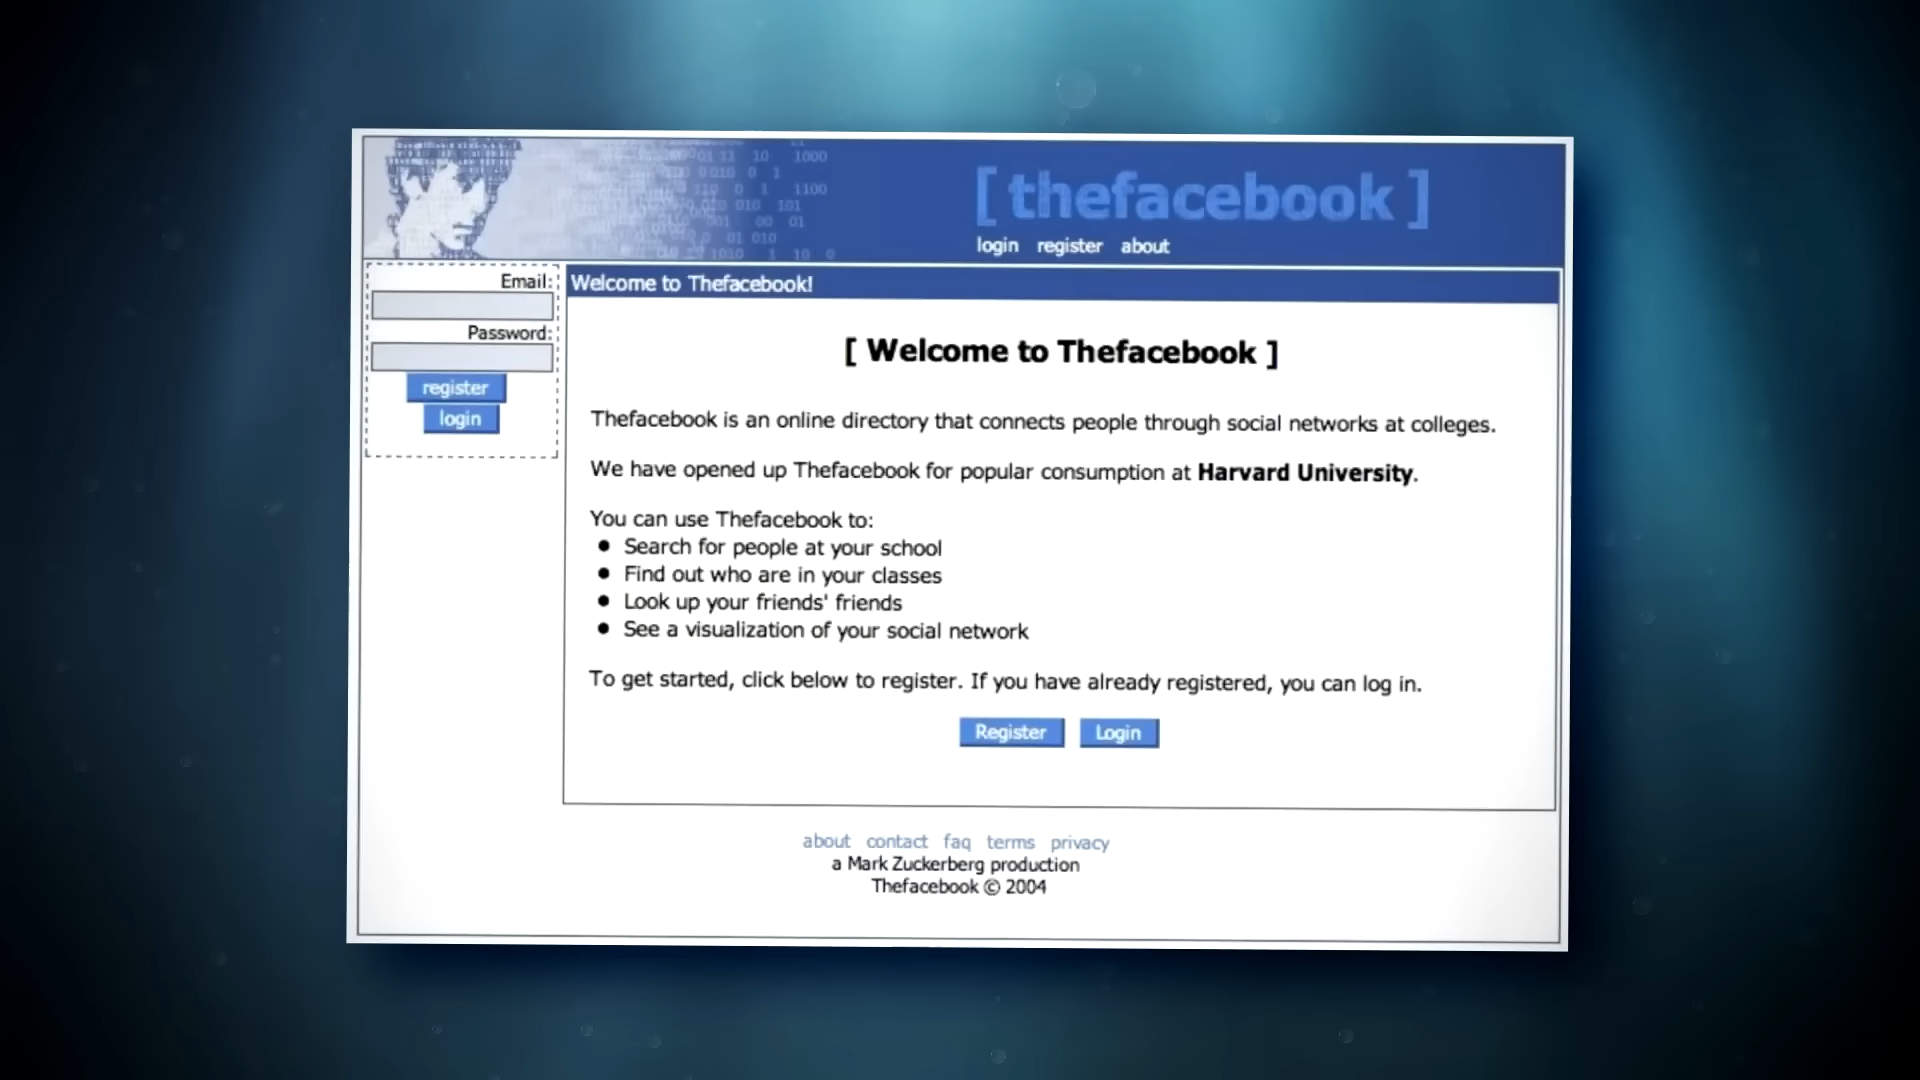 [ thefacebook ]
login register about
Email:
Password:
register
login
Welcome to Thefacebook!
[ Welcome to Thefacebook ]
Thefacebook is an online directory that connects people through social networks at colleges.
We have opened up Thefacebook for popular consumption at Harvard University.
You can use Thefacebook to:
● Search for people at your school
● Find out who are in your classes
● Look up your friends' friends
● See a visualization of your social network
To get started, click below to register. If you have already registered, you can log in.
Register Login
about contact faq terms privacy
a Mark Zuckerberg production
Thefacebook © 2004